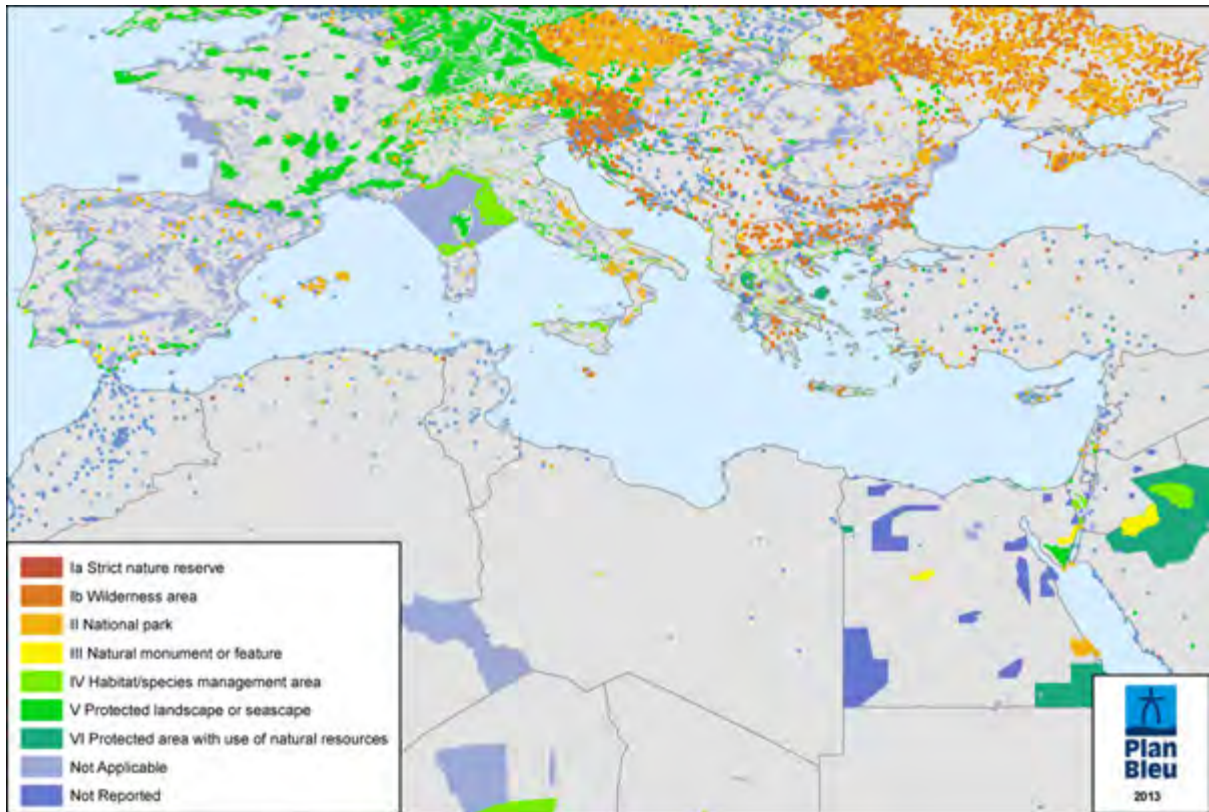 Ia Strict nature reserve
Ib Wilderness area
II National park
III Natural monument or feature
IV Habitat/species management area
V Protected landscape or seascape
VI Protected area with use of natural resources
Not Applicable
Not Reported
Plan
Bleu
2013